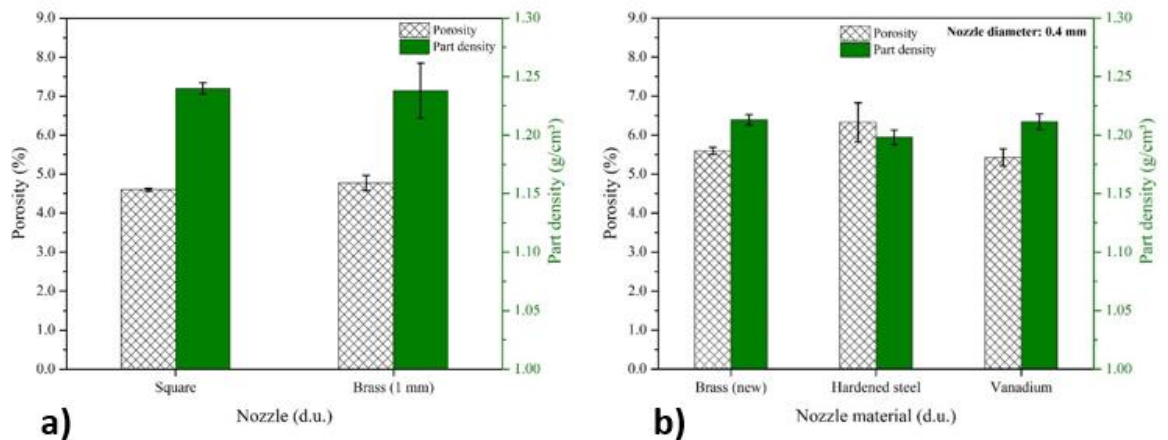 9.0
8.0
7.0
6.0
5.0
4.0
3.0
2.0
1.0
0.0
Porosity (%)
Porosity
Part density
1.30
1.25
1.20
1.15
1.10
1.05
1.00
Part density (g/cm³)
Square
Brass (1 mm)
Nozzle (d.u.)
a)
9.0
8.0
7.0
6.0
5.0
4.0
3.0
2.0
1.0
0.0
Porosity (%)
Porosity
Part density
Nozzle diameter: 0.4 mm
1.30
1.25
1.20
1.15
1.10
1.05
1.00
Part density (g/cm³)
Brass (new)
Hardened steel
Vanadium
Nozzle material (d.u.)
b)